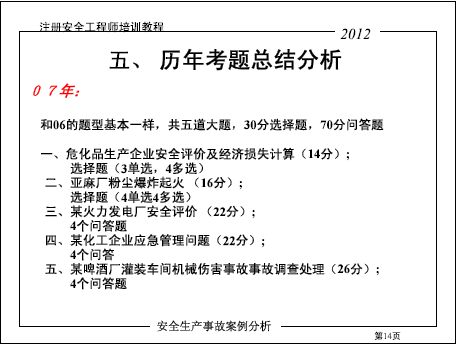 注册安全工程师培训教程
2012
五、 历年考题总结分析
07年：
和06的题型基本一样，共五道大题，30分选择题，70分问答题
一、危化品生产企业安全评价及经济损失计算（14分）；
选择题（3单选，4多选）
二、亚麻厂粉尘爆炸起火 （16分）；
选择题（4单选4多选）
三、某火力发电厂安全评价 （22分）；
4个问答题
四、某化工企业应急管理问题（22分）；
4个问答
五、某啤酒厂灌装车间机械伤害事故事故调查处理（26分）；
4个问答题
安全生产事故案例分析
第14页